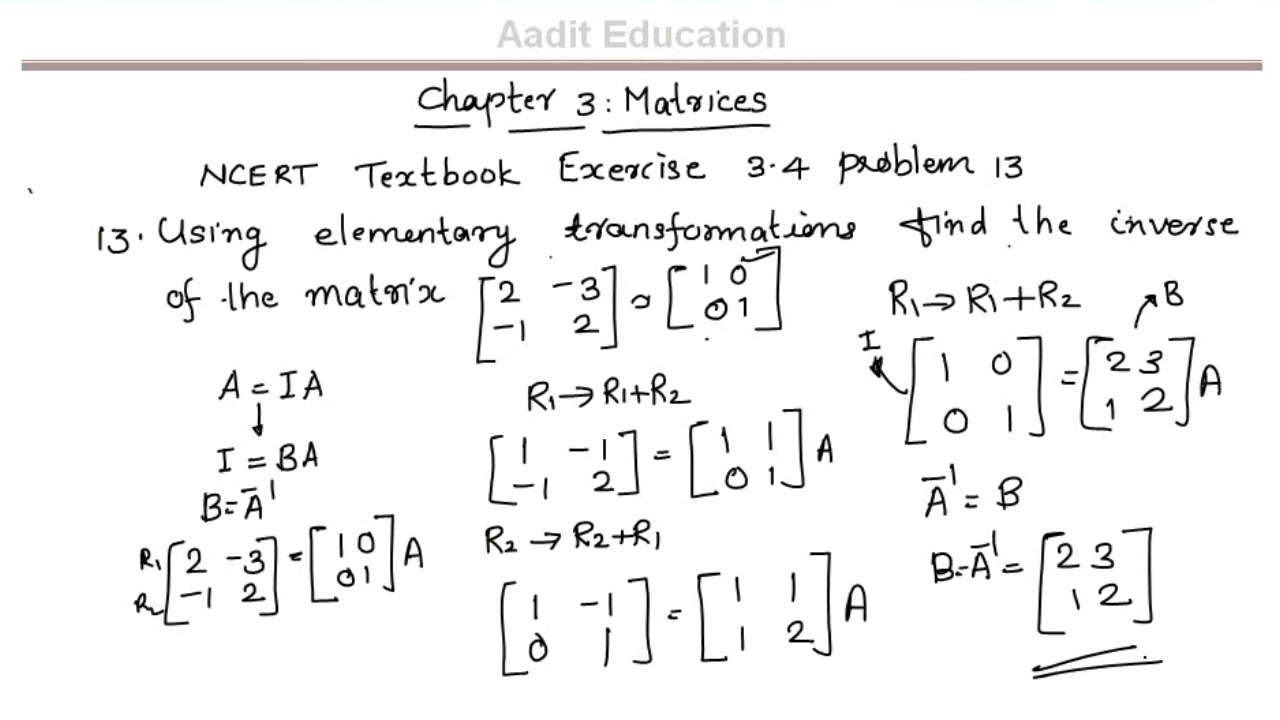 Aadit Education
Chapter 3 : Matrices
NCERT Textbook Exercise 3.4 problem 13
13. Using elementary transformations find the inverse
of the matrix [2 -3; -1 2] ~ [1 0; 0 1]
A = IA
↓
I = BA
B = A⁻¹
R₁ [2 -3] = [1 0] A
R₂ [-1 2] [0 1]
R₁ → R₁+R₂
[1 -1] = [1 1] A
[-1 2] [0 1]
R₂ → R₂+R₁
[1 -1] = [1 1] A
[0 1] [1 2]
R₁ → R₁+R₂
I B
[1 0] = [2 3] A
[0 1] [1 2]
A⁻¹ = B
B = A⁻¹ = [2 3]
[1 2]